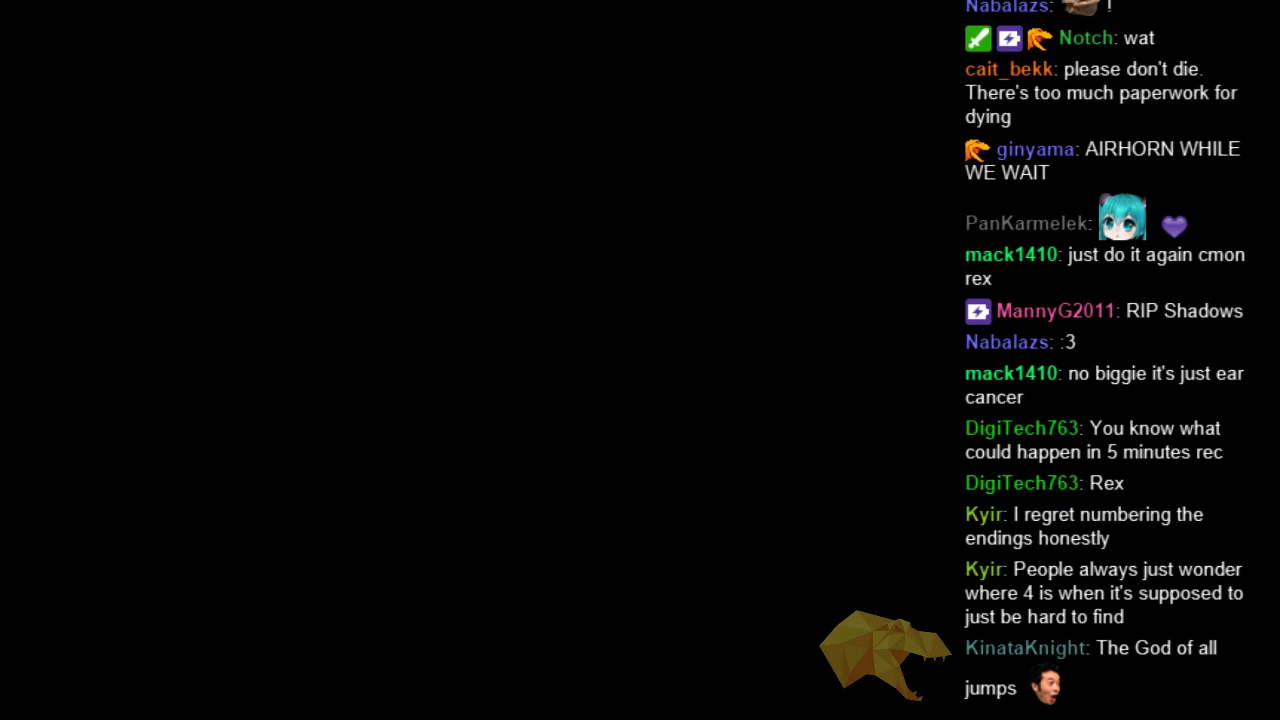 Nabalazs: !
Notch: wat
cait_bekk: please don't die.
There's too much paperwork for
dying
ginyama: AIRHORN WHILE
WE WAIT
PanKarmelek:
mack1410: just do it again cmon
rex
MannyG2011: RIP Shadows
Nabalazs: :3
mack1410: no biggie it's just ear
cancer
DigiTech763: You know what
could happen in 5 minutes rec
DigiTech763: Rex
Kyir: I regret numbering the
endings honestly
Kyir: People always just wonder
where 4 is when it's supposed to
just be hard to find
KinataKnight: The God of all
jumps